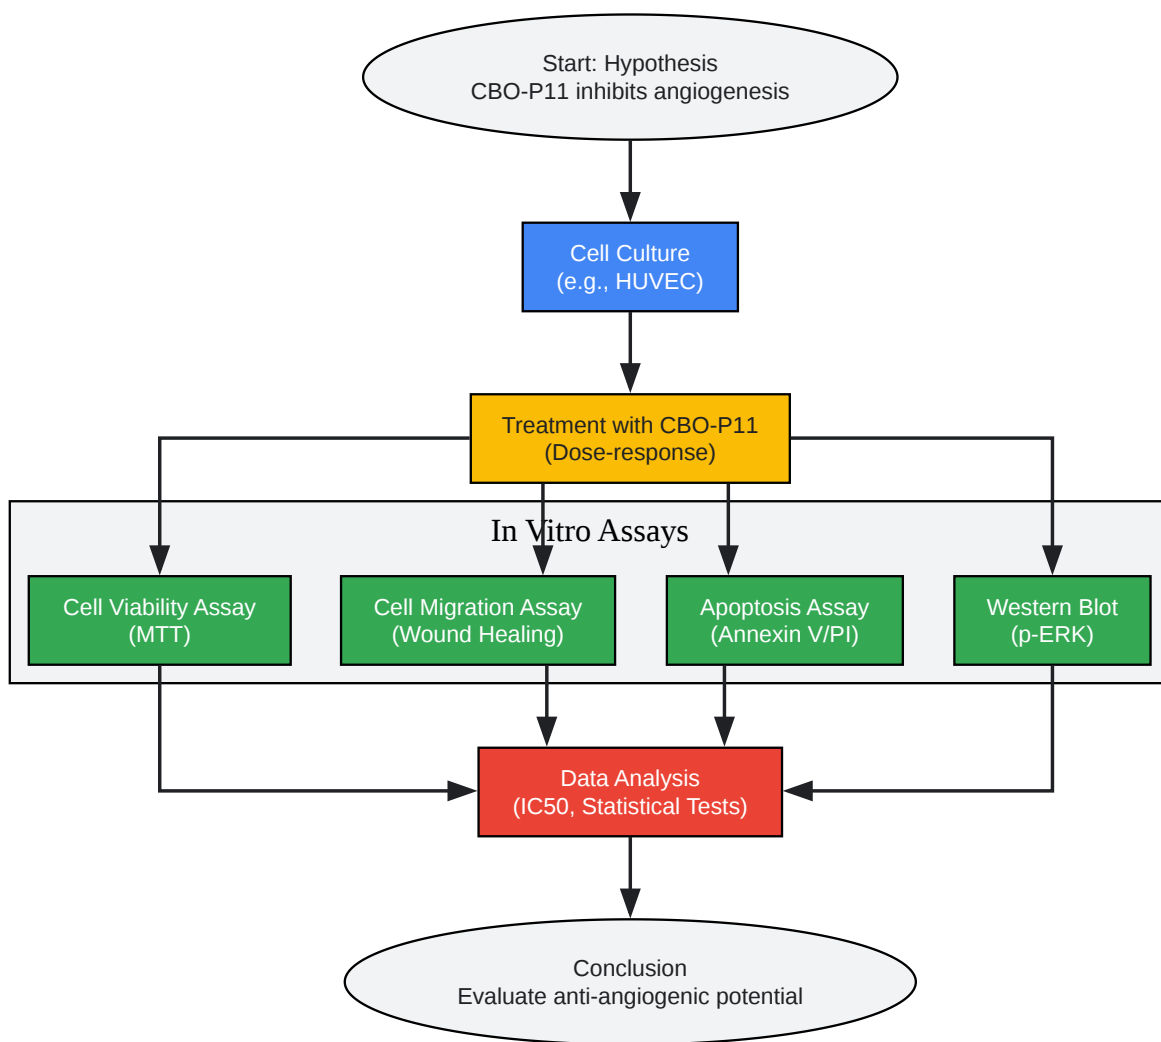 Start: Hypothesis
CBO-P11 inhibits angiogenesis
Cell Culture
(e.g., HUVEC)
Treatment with CBO-P11
(Dose-response)
In Vitro Assays
Cell Viability Assay
(MTT)
Cell Migration Assay
(Wound Healing)
Apoptosis Assay
(Annexin V/PI)
Western Blot
(p-ERK)
Data Analysis
(IC50, Statistical Tests)
Conclusion
Evaluate anti-angiogenic potential